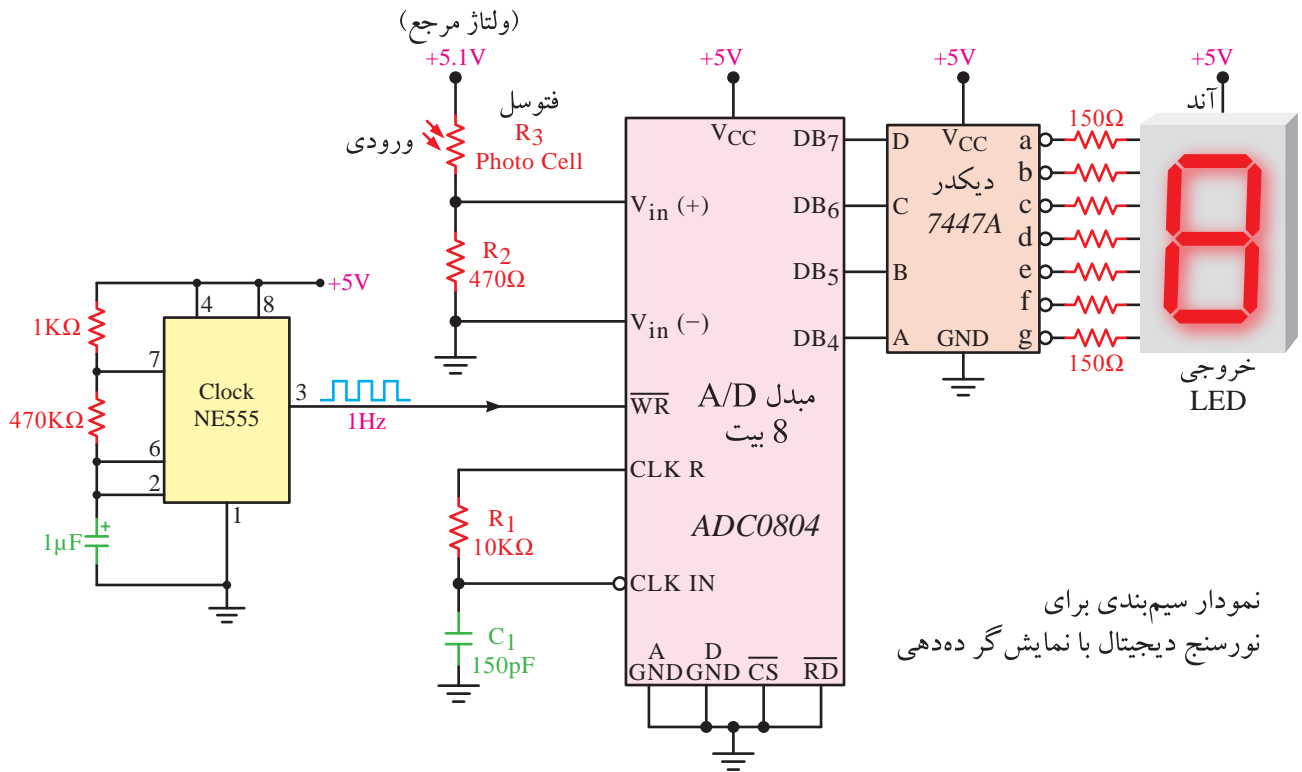 (ولتاژ مرجع)
+5.1V
فتوسل
R3
Photo Cell
ورودی
R2
470Ω
+5V
4
8
1KΩ
7
470KΩ
6
2
1µF
+
Clock
NE555
3
1
1Hz
+5V
VCC
Vin (+)
Vin (−)
WR
CLK R
CLK IN
R1
10KΩ
C1
150pF
مبدل A/D
8 بیت
ADC0804
A
GND
D
GND
CS
RD
DB7
DB6
DB5
DB4
+5V
VCC
دیکدر
7447A
D
C
B
A
GND
a
b
c
d
e
f
g
150Ω
150Ω
+5V
آند
8
خروجی
LED
نمودار سیم‌بندی برای
نورسنج دیجیتال با نمایش‌گر ده‌دهی